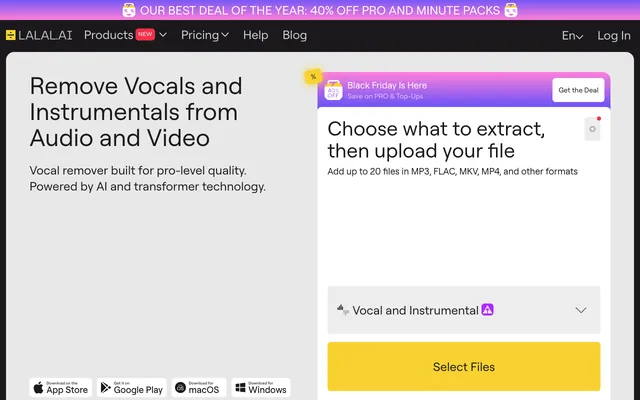 OUR BEST DEAL OF THE YEAR: 40% OFF PRO AND MINUTE PACKS
LALAL.AI Products NEW Pricing Help Blog En Log In
Remove Vocals and
Instrumentals from
Audio and Video
Vocal remover built for pro-level quality.
Powered by AI and transformer technology.
Download on the
App Store
Get it on
Google Play
Download for
macOS
Download for
Windows
%
40%
OFF
Black Friday Is Here
Save on PRO & Top-Ups
Get the Deal
Choose what to extract,
then upload your file
Add up to 20 files in MP3, FLAC, MKV, MP4, and other formats
Vocal and Instrumental
Select Files